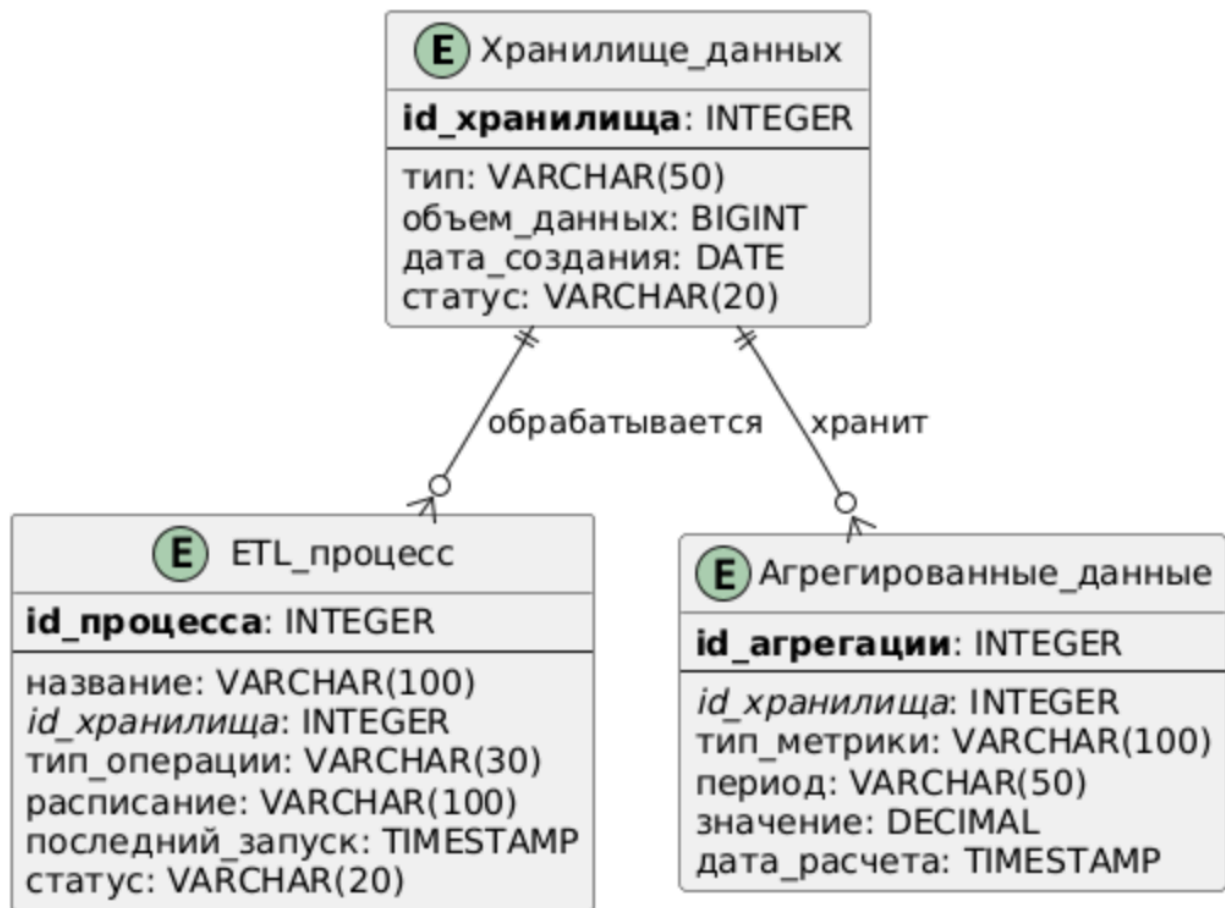 E Хранилище_данных
id_хранилища: INTEGER
тип: VARCHAR(50)
объем_данных: BIGINT
дата_создания: DATE
статус: VARCHAR(20)
обрабатывается
хранит
E ETL_процесс
id_процесса: INTEGER
название: VARCHAR(100)
id_хранилища: INTEGER
тип_операции: VARCHAR(30)
расписание: VARCHAR(100)
последний_запуск: TIMESTAMP
статус: VARCHAR(20)
E Агрегированные_данные
id_агрегации: INTEGER
id_хранилища: INTEGER
тип_метрики: VARCHAR(100)
период: VARCHAR(50)
значение: DECIMAL
дата_расчета: TIMESTAMP